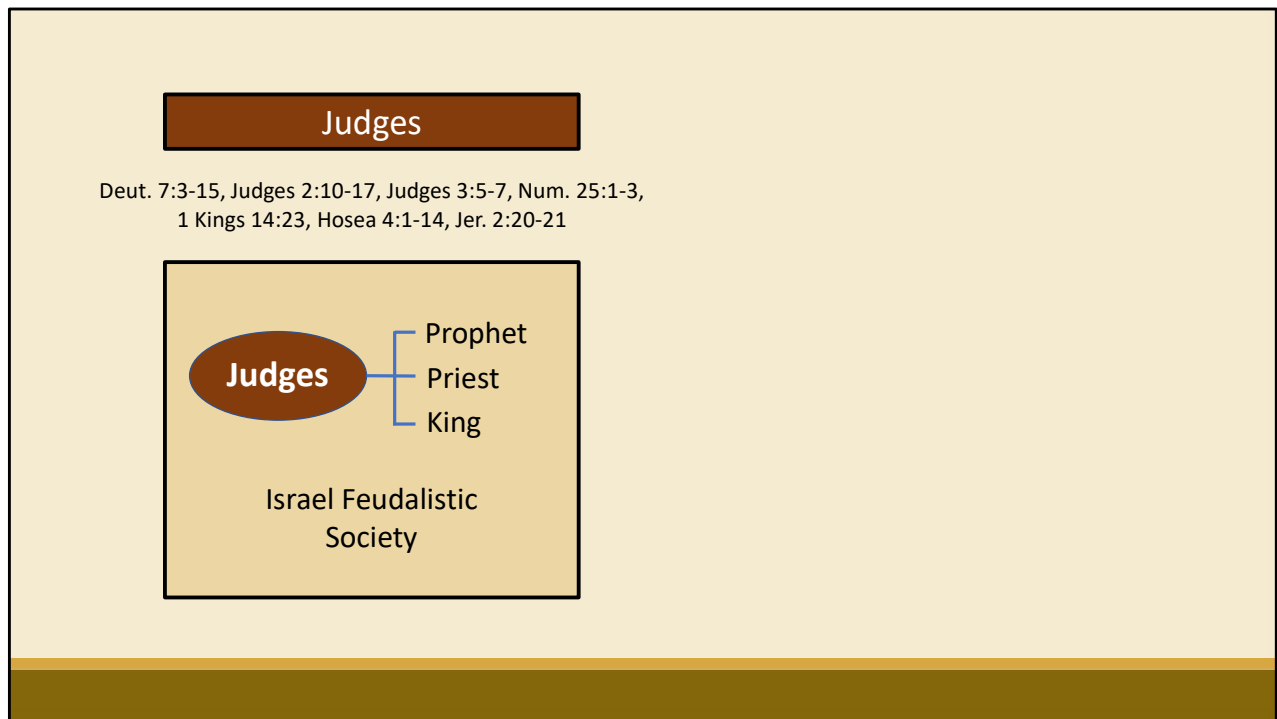 Judges
Deut. 7:3-15, Judges 2:10-17, Judges 3:5-7, Num. 25:1-3,
1 Kings 14:23, Hosea 4:1-14, Jer. 2:20-21
Judges
Prophet
Priest
King
Israel Feudalistic
Society